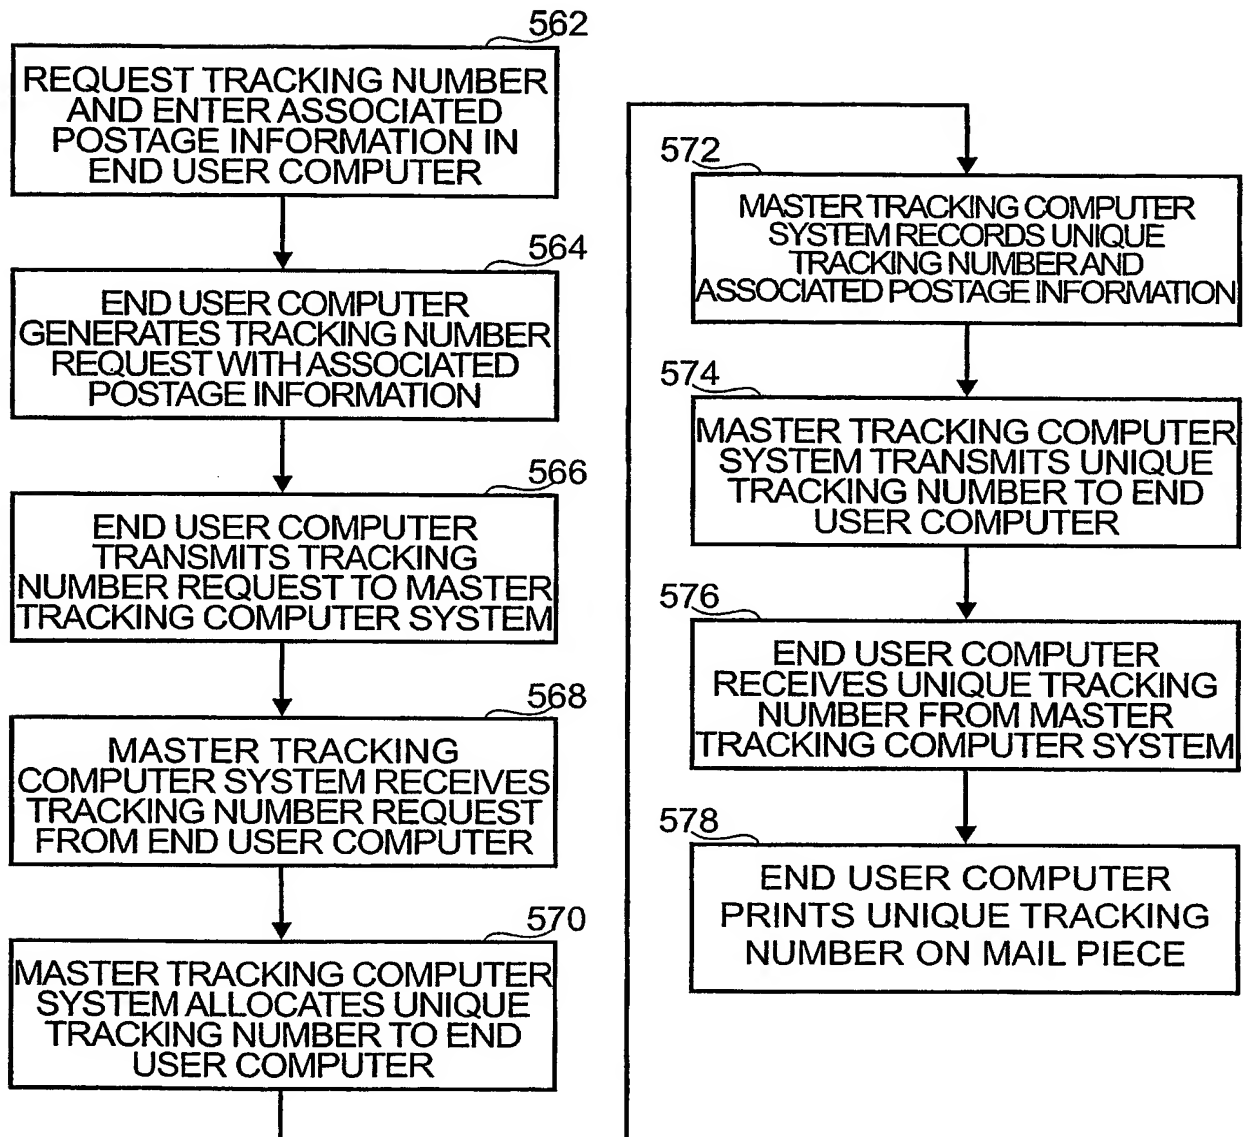 562
REQUEST TRACKING NUMBER
AND ENTER ASSOCIATED
POSTAGE INFORMATION IN
END USER COMPUTER
564
END USER COMPUTER
GENERATES TRACKING NUMBER
REQUEST WITH ASSOCIATED
POSTAGE INFORMATION
566
END USER COMPUTER
TRANSMITS TRACKING
NUMBER REQUEST TO MASTER
TRACKING COMPUTER SYSTEM
568
MASTER TRACKING
COMPUTER SYSTEM RECEIVES
TRACKING NUMBER REQUEST
FROM END USER COMPUTER
570
MASTER TRACKING COMPUTER
SYSTEM ALLOCATES UNIQUE
TRACKING NUMBER TO END
USER COMPUTER
572
MASTER TRACKING COMPUTER
SYSTEM RECORDS UNIQUE
TRACKING NUMBER AND
ASSOCIATED POSTAGE INFORMATION
574
MASTER TRACKING COMPUTER
SYSTEM TRANSMITS UNIQUE
TRACKING NUMBER TO END
USER COMPUTER
576
END USER COMPUTER
RECEIVES UNIQUE TRACKING
NUMBER FROM MASTER
TRACKING COMPUTER SYSTEM
578
END USER COMPUTER
PRINTS UNIQUE TRACKING
NUMBER ON MAIL PIECE